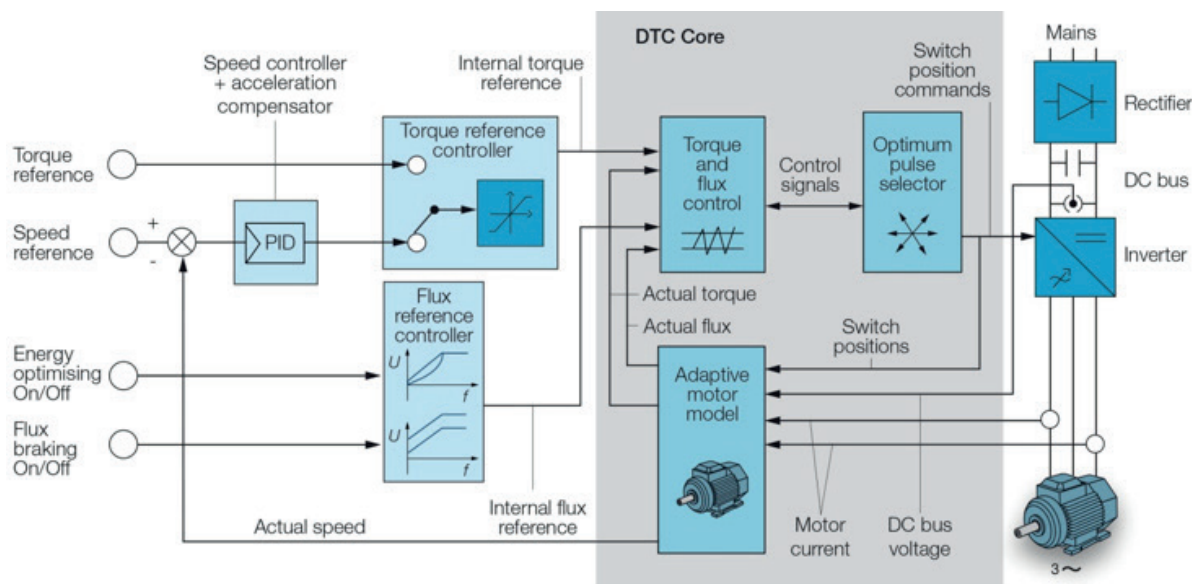 DTC Core
Mains
Speed controller
+ acceleration
compensator
Internal torque
reference
Switch
position
commands
Rectifier
Torque
reference
Torque reference
controller
Torque
and
flux
control
Control
signals
Optimum
pulse
selector
DC bus
Speed
reference
+
-
PID
Inverter
Actual torque
Actual flux
Flux
reference
controller
Switch
positions
Energy
optimising
On/Off
U
f
Adaptive
motor
model
Flux
braking
On/Off
U
f
Internal flux
reference
Actual speed
Motor
current
DC bus
voltage
3~